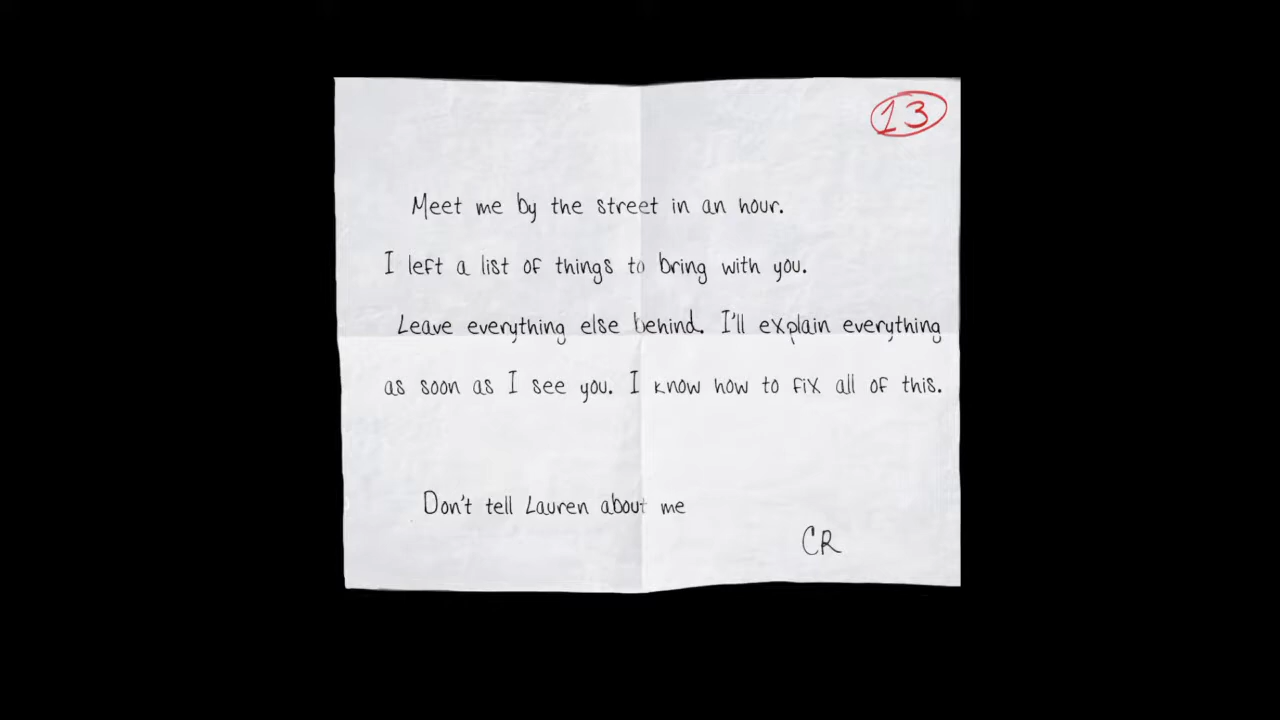 13
Meet me by the street in an hour.
I left a list of things to bring with you.
Leave everything else behind. I'll explain everything
as soon as I see you. I know how to fix all of this.
Don't tell Lauren about me
CR